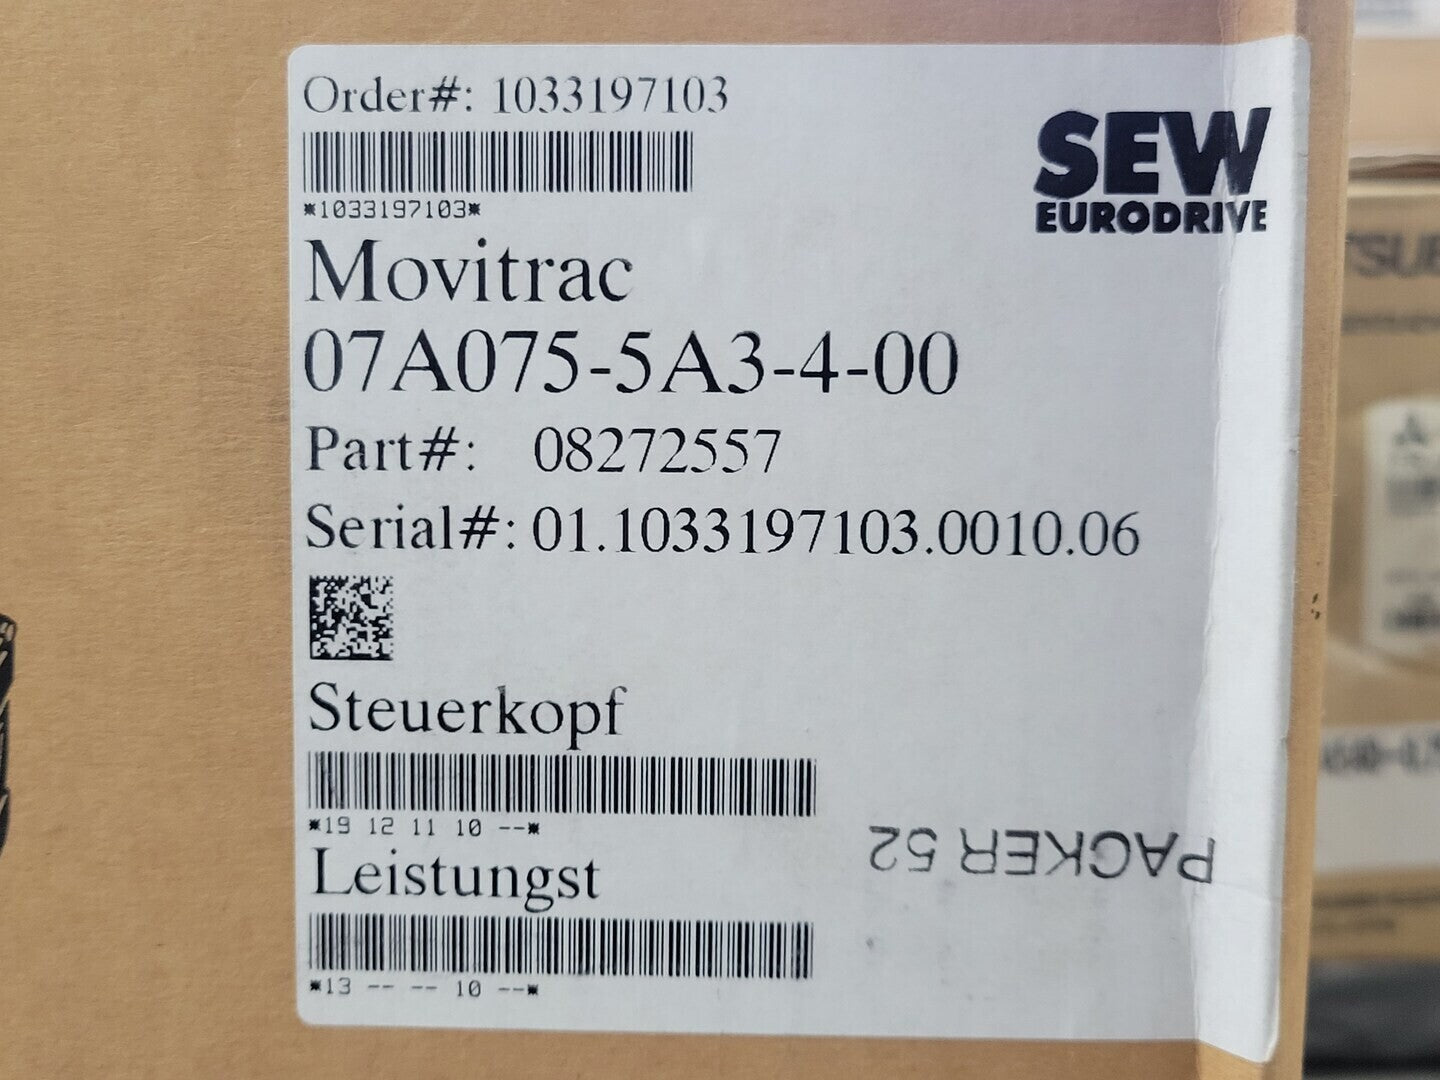 Order#: 1033197103
*1033197103*
SEW
EURODRIVE
Movitrac
07A075-5A3-4-00
Part#: 08272557
Serial#: 01.1033197103.0010.06
Steuerkopf
*19 12 11 10 --*
Leistungst
*13 -- -- 10 --*
PACKER 52